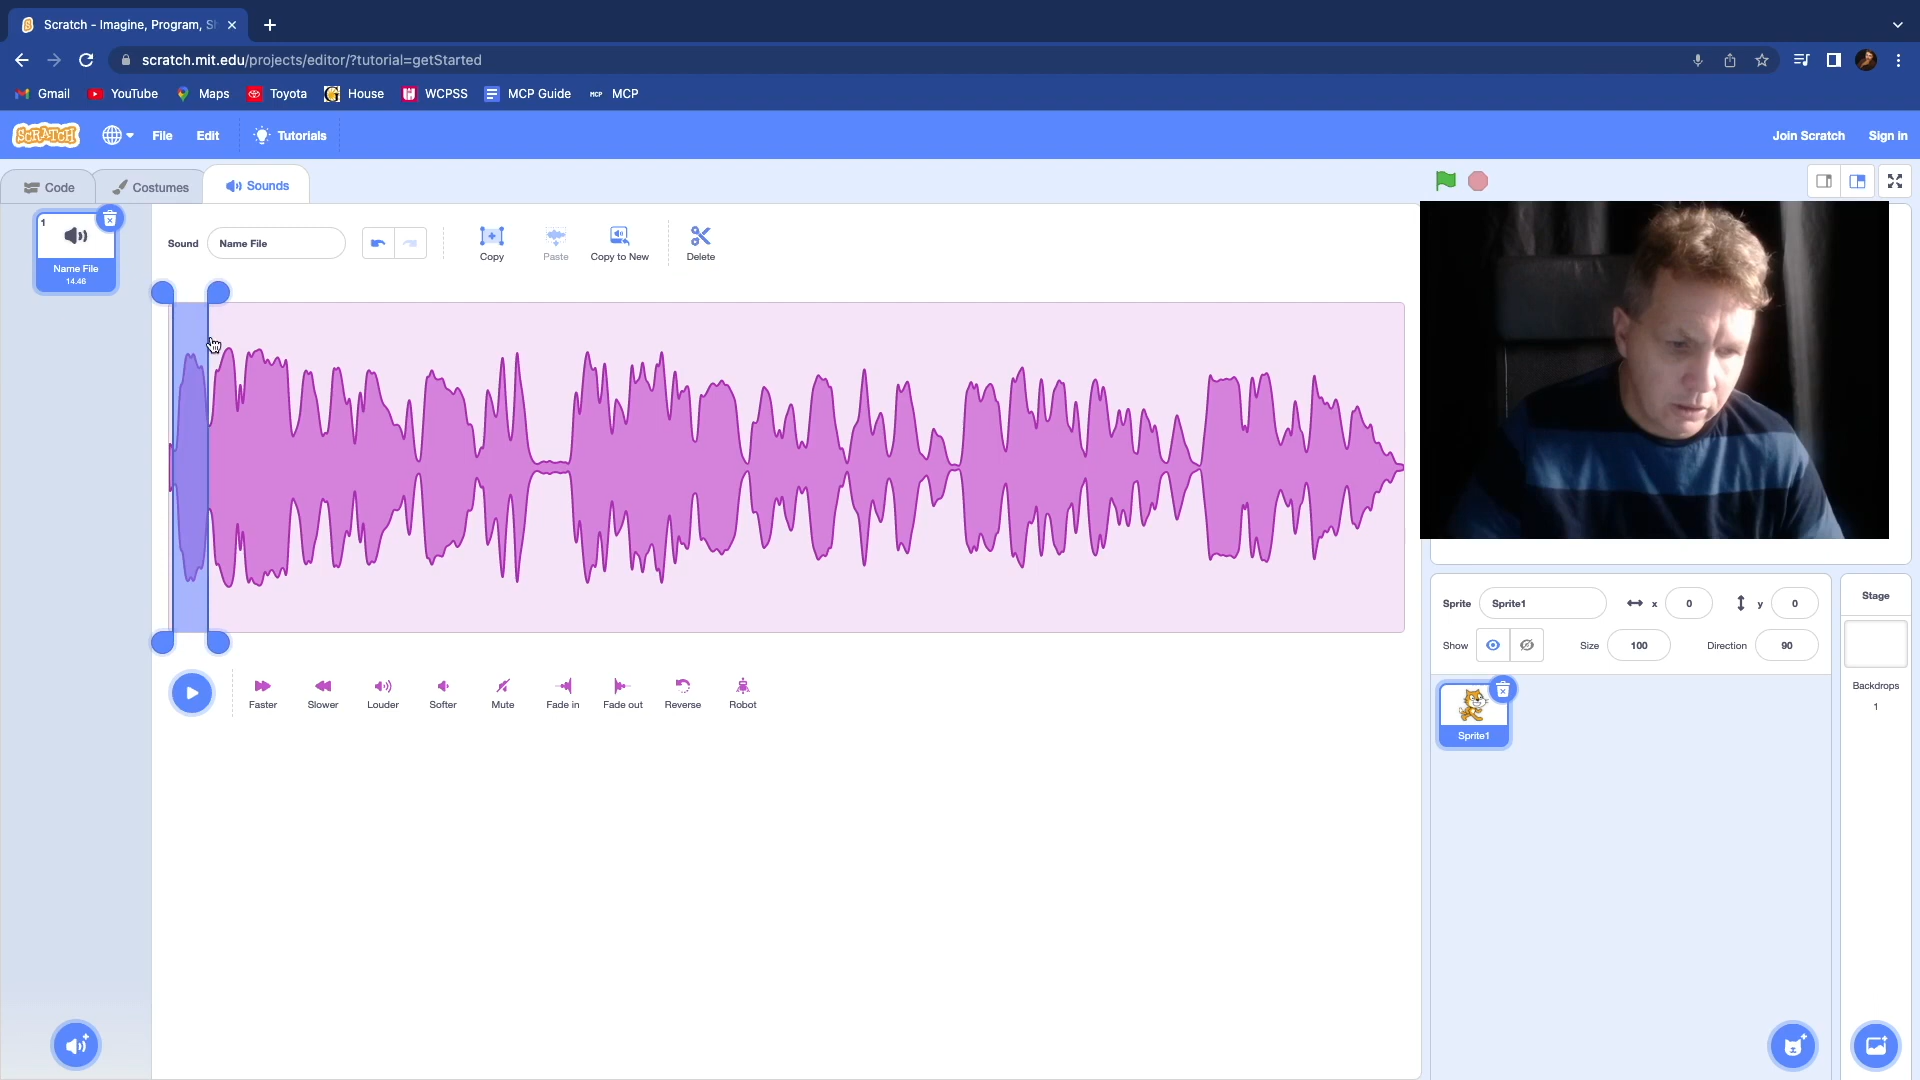 Scratch - Imagine, Program, Sh
scratch.mit.edu/projects/editor/?tutorial=getStarted
Gmail YouTube Maps Toyota House WCPSS MCP Guide MCP MCP
SCRATCH File Edit Tutorials Join Scratch Sign in
Code Costumes Sounds
1
Name File
14.46
Sound Name File Copy Paste Copy to New Delete
Faster Slower Louder Softer Mute Fade in Fade out Reverse Robot
Sprite Sprite1 x 0 y 0
Show Size 100 Direction 90
Sprite1
Stage
Backdrops
1